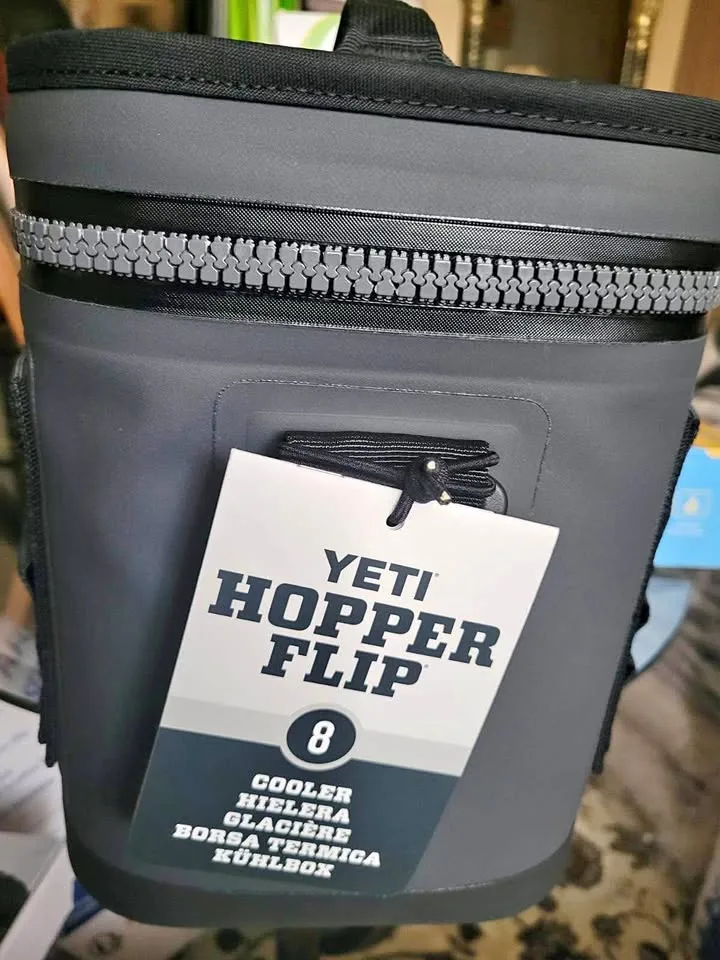 YETI
HOPPER
FLIP
8
COOLER
HIELERA
GLACIÈRE
BORSA TERMICA
KÜHLBOX